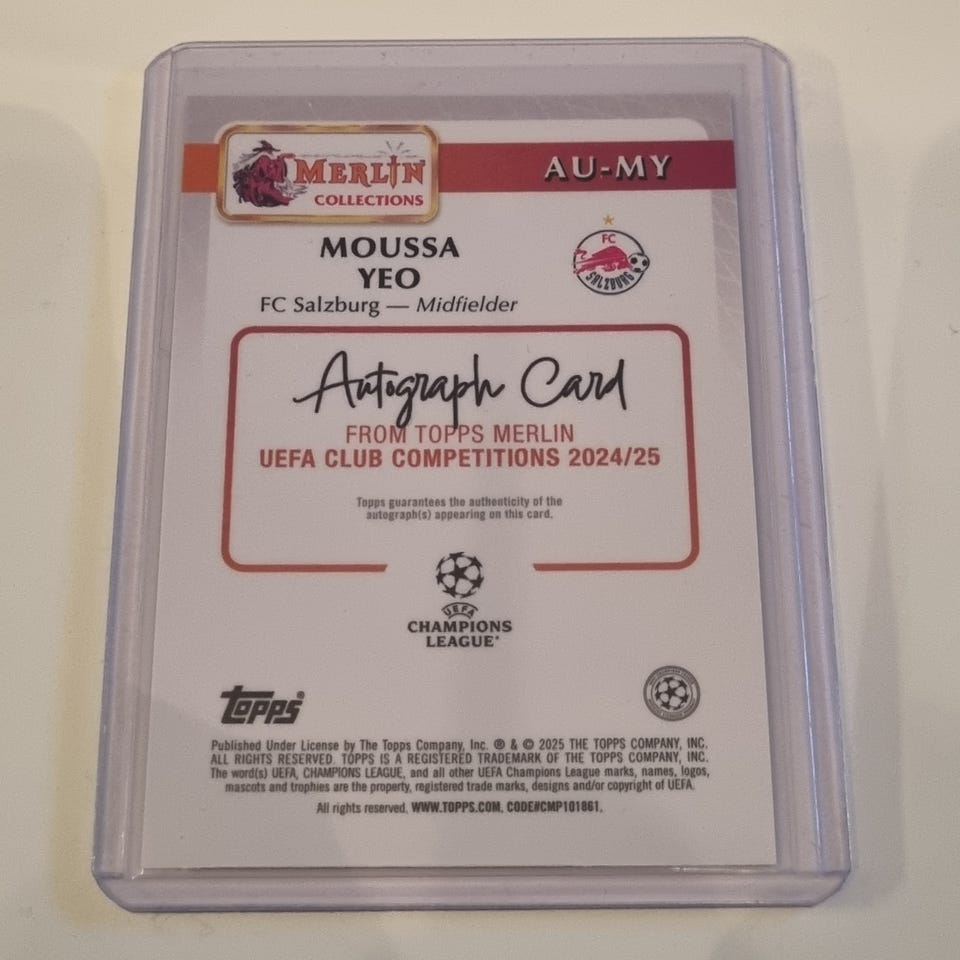 MERLIN
COLLECTIONS
AU-MY
MOUSSA
YEO
FC Salzburg — Midfielder
FC
SALZBURG
Autograph Card
FROM TOPPS MERLIN
UEFA CLUB COMPETITIONS 2024/25
Topps guarantees the authenticity of the
autograph(s) appearing on this card.
UEFA
CHAMPIONS
LEAGUE®
Topps®
Published Under License by The Topps Company, Inc. ® & © 2025 THE TOPPS COMPANY, INC.
ALL RIGHTS RESERVED. TOPPS IS A REGISTERED TRADEMARK OF THE TOPPS COMPANY, INC.
The word(s) UEFA, CHAMPIONS LEAGUE, and all other UEFA Champions League marks, names, logos,
mascots and trophies are the property, registered trade marks, designs and/or copyright of UEFA.
All rights reserved. WWW.TOPPS.COM. CODE#CMP101861.